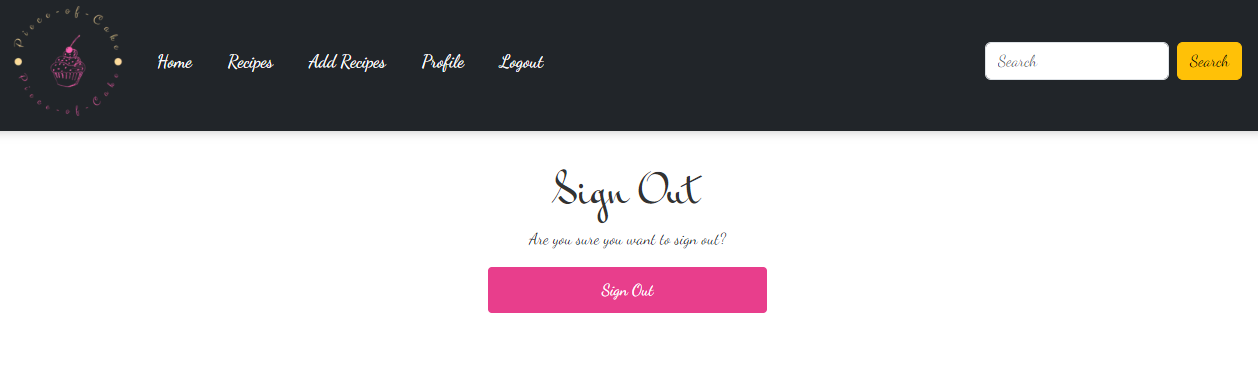 Piece-of-Cake
Piece-of-Cake
Home Recipes Add Recipes Profile Logout Search Search
Sign Out
Are you sure you want to sign out?
Sign Out